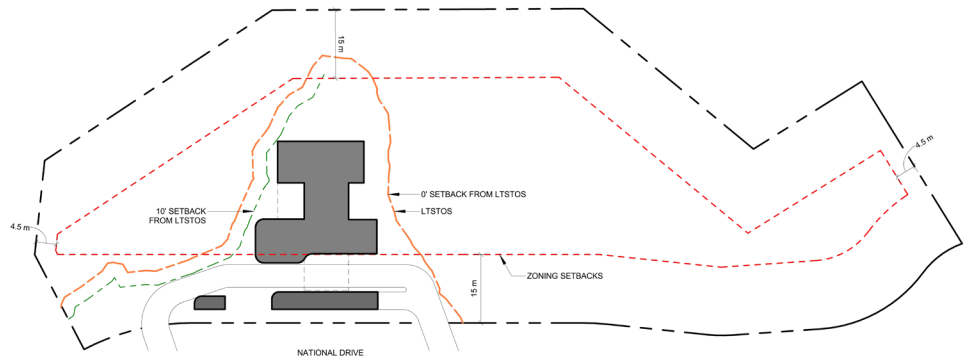 15 m
4.5 m
0' SETBACK FROM LTSTOS
10' SETBACK
FROM LTSTOS
LTSTOS
4.5 m
ZONING SETBACKS
15 m
NATIONAL DRIVE